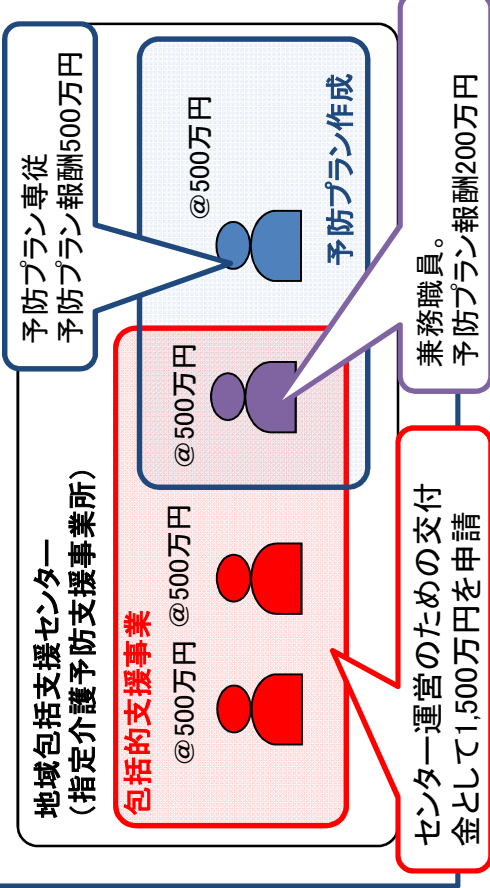 地域包括支援センター
（指定介護予防支援事業所）
包括的支援事業
@500万円
@500万円
@500万円
@500万円
予防プラン作成
予防プラン専従
予防プラン報酬500万円
センター運営のための交付
金として1,500万円を申請
兼務職員。
予防プラン報酬200万円